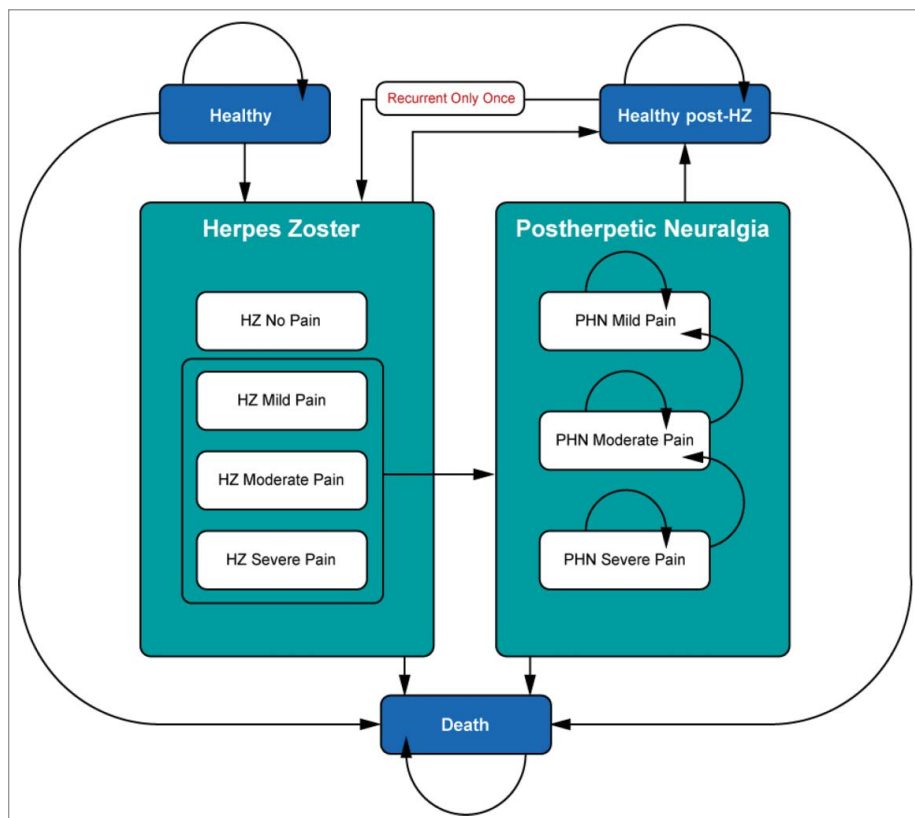 Recurrent Only Once
Healthy
Healthy post-HZ
Herpes Zoster
HZ No Pain
HZ Mild Pain
HZ Moderate Pain
HZ Severe Pain
Postherpetic Neuralgia
PHN Mild Pain
PHN Moderate Pain
PHN Severe Pain
Death